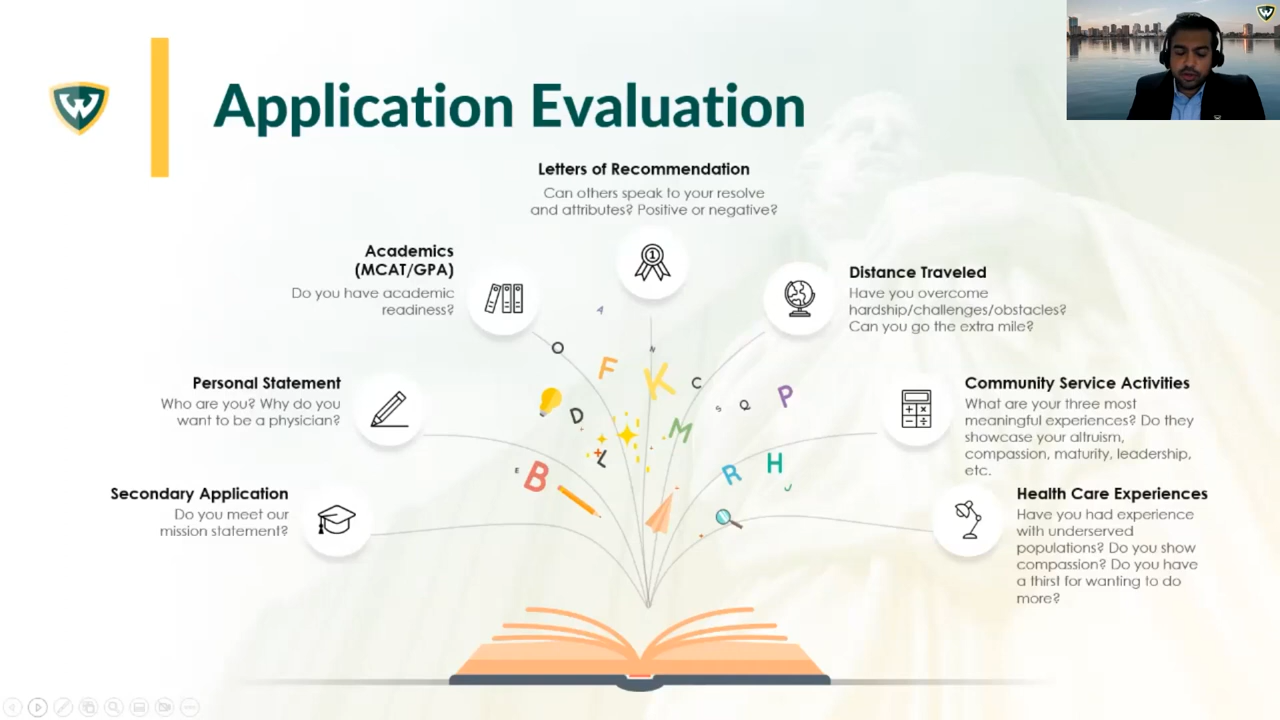 Application Evaluation
Letters of Recommendation
Can others speak to your resolve
and attributes? Positive or negative?
Academics
(MCAT/GPA)
Do you have academic
readiness?
Distance Traveled
Have you overcome
hardship/challenges/obstacles?
Can you go the extra mile?
Personal Statement
Who are you? Why do you
want to be a physician?
Community Service Activities
What are your three most
meaningful experiences? Do they
showcase your altruism,
compassion, maturity, leadership,
etc.
Secondary Application
Do you meet our
mission statement?
Health Care Experiences
Have you had experience
with underserved
populations? Do you show
compassion? Do you have
a thirst for wanting to do
more?
W
1
A
O
N
F
K
C
P
S
Q
D
M
L
E
B
R
H